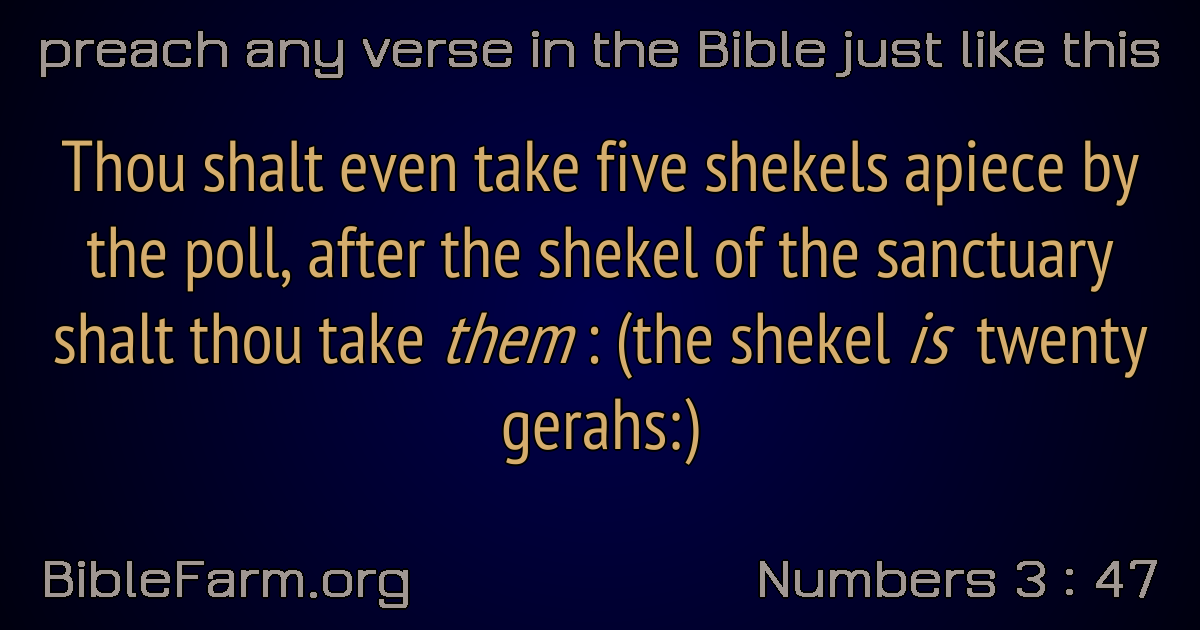 preach any verse in the Bible just like this
Thou shalt even take five shekels apiece by
the poll, after the shekel of the sanctuary
shalt thou take them : (the shekel is twenty
gerahs:)
BibleFarm.org
Numbers 3 : 47